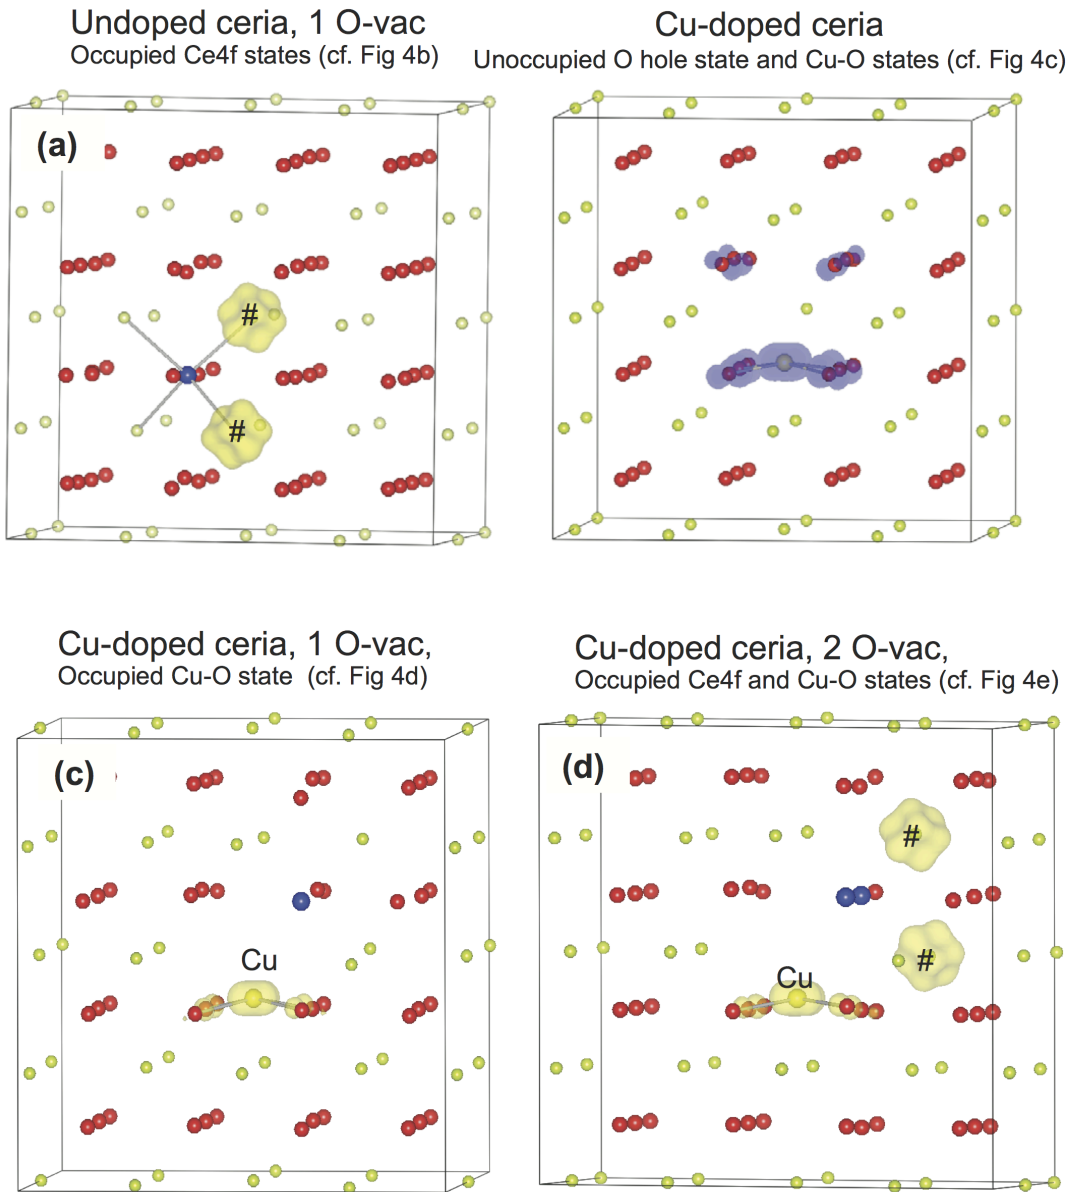 Undoped ceria, 1 O-vac
Occupied Ce4f states (cf. Fig 4b)
Cu-doped ceria
Unoccupied O hole state and Cu-O states (cf. Fig 4c)
(a)
#
#
Cu-doped ceria, 1 O-vac,
Occupied Cu-O state (cf. Fig 4d)
Cu-doped ceria, 2 O-vac,
Occupied Ce4f and Cu-O states (cf. Fig 4e)
(c)
Cu
(d)
#
#
Cu